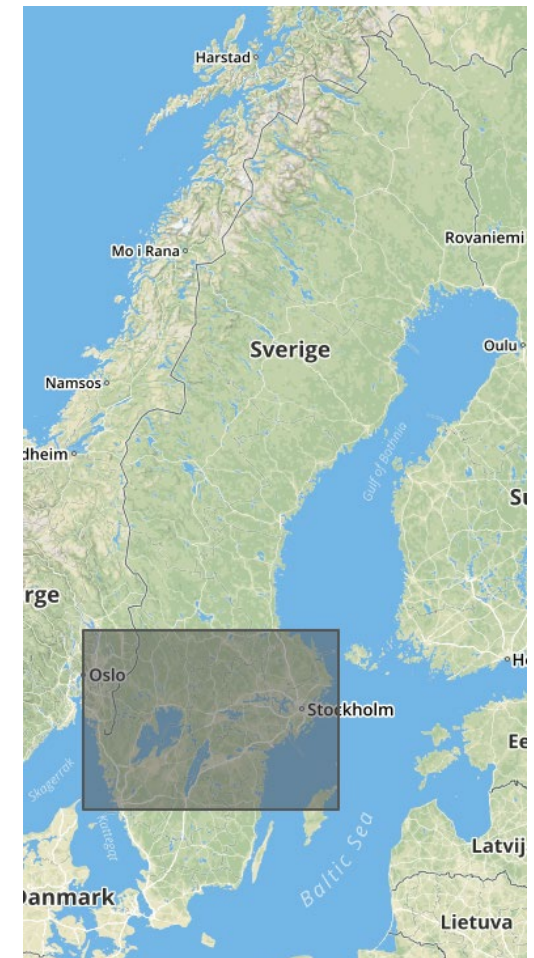 Harstad
Mo i Rana
Rovaniemi
Sverige
Oulu
Namsos
dheim
Gulf of Bothnia
Su
rge
Oslo
He
Stockholm
Ee
Skagerrak
Kattegat
Baltic Sea
Latvij
Danmark
Lietuva